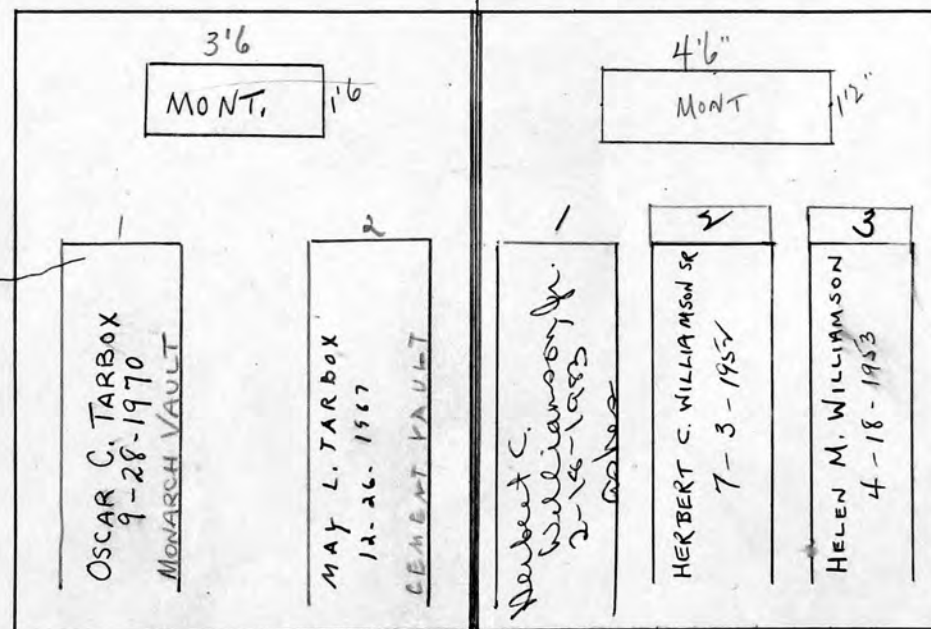 3'6
MONT.
1'6
1
OSCAR C. TARBOX
9-28-1970
MONARCH VAULT
2
MAY L. TARBOX
12-26-1967
CEMENT VAULT
4'6"
MONT
1'2"
1
Herbert C.
Williamson Jr.
2-16-1983
ashes
2
HERBERT C. WILLIAMSON SR
7-3-1952
3
HELEN M. WILLIAMSON
4-18-1953